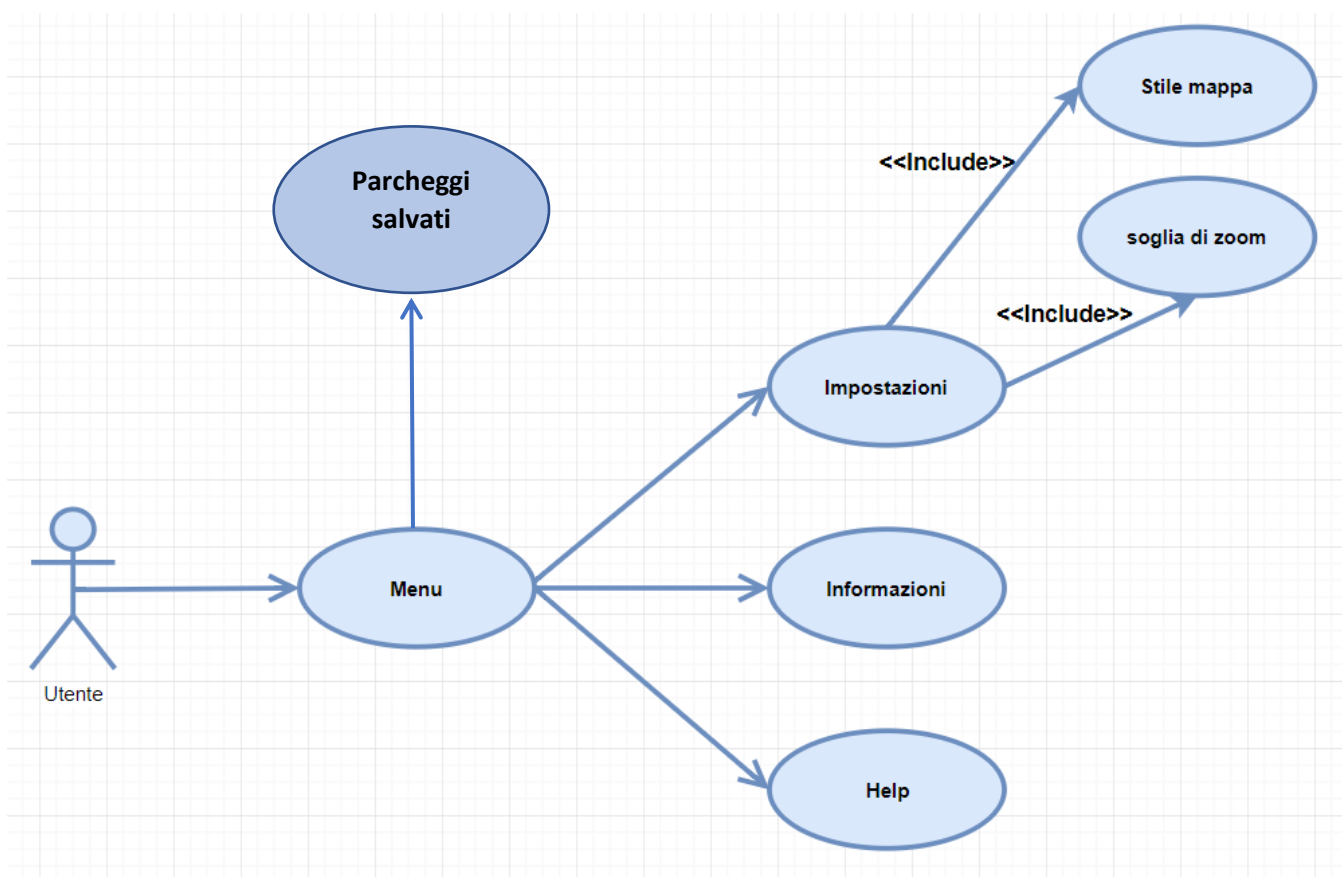 Stile mappa
<<Include>>
Parcheggi
salvati
soglia di zoom
<<Include>>
Impostazioni
Menu
Informazioni
Utente
Help